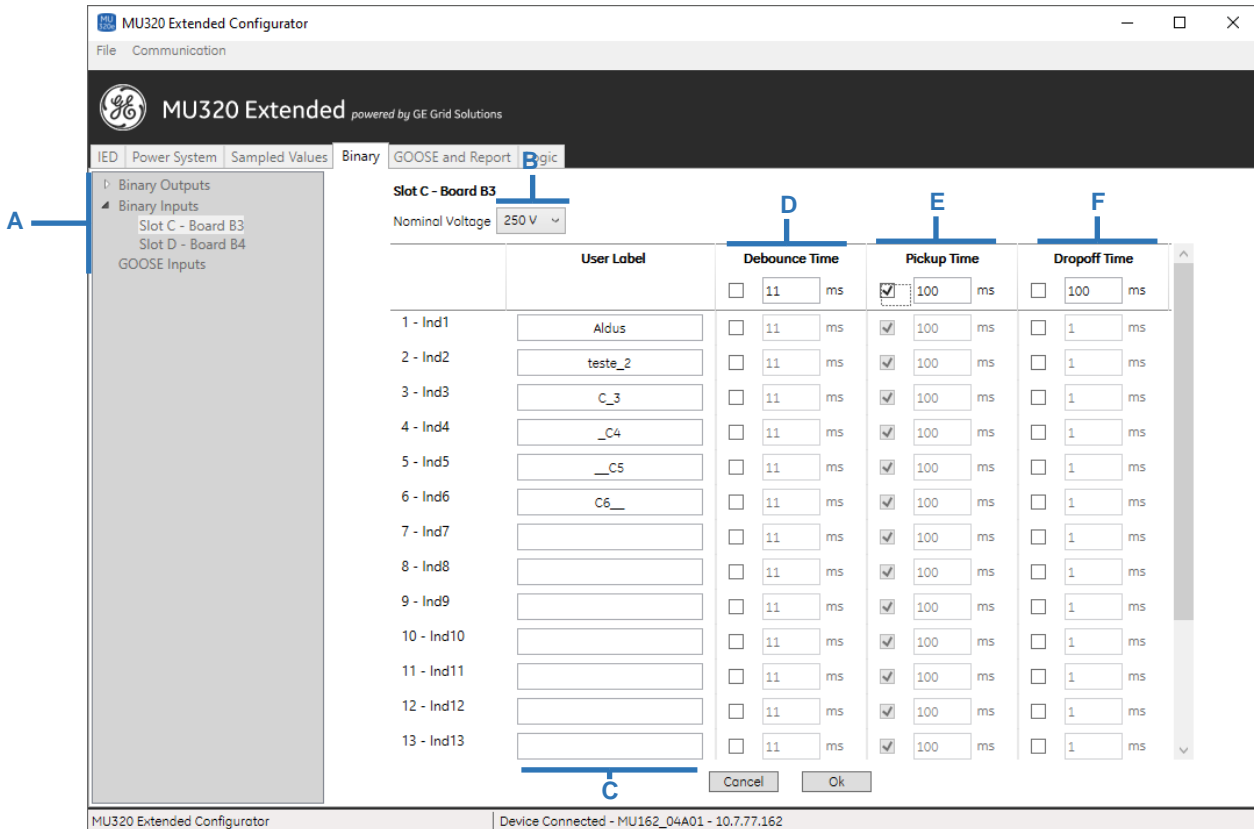 MU320 Extended Configurator
File Communication
MU320 Extended powered by GE Grid Solutions
IED Power System Sampled Values Binary GOOSE and Report Logic
A
Binary Outputs
Binary Inputs
Slot C - Board B3
Slot D - Board B4
GOOSE Inputs
B
Slot C - Board B3
Nominal Voltage 250 V
D E F
User Label Debounce Time Pickup Time Dropoff Time
11 ms 100 ms 100 ms
1 - Ind1 Aldus 11 ms 100 ms 1 ms
2 - Ind2 teste_2 11 ms 100 ms 1 ms
3 - Ind3 C_3 11 ms 100 ms 1 ms
4 - Ind4 _C4 11 ms 100 ms 1 ms
5 - Ind5 __C5 11 ms 100 ms 1 ms
6 - Ind6 C6__ 11 ms 100 ms 1 ms
7 - Ind7 11 ms 100 ms 1 ms
8 - Ind8 11 ms 100 ms 1 ms
9 - Ind9 11 ms 100 ms 1 ms
10 - Ind10 11 ms 100 ms 1 ms
11 - Ind11 11 ms 100 ms 1 ms
12 - Ind12 11 ms 100 ms 1 ms
13 - Ind13 11 ms 100 ms 1 ms
C
Cancel Ok
MU320 Extended Configurator Device Connected - MU162_04A01 - 10.7.77.162